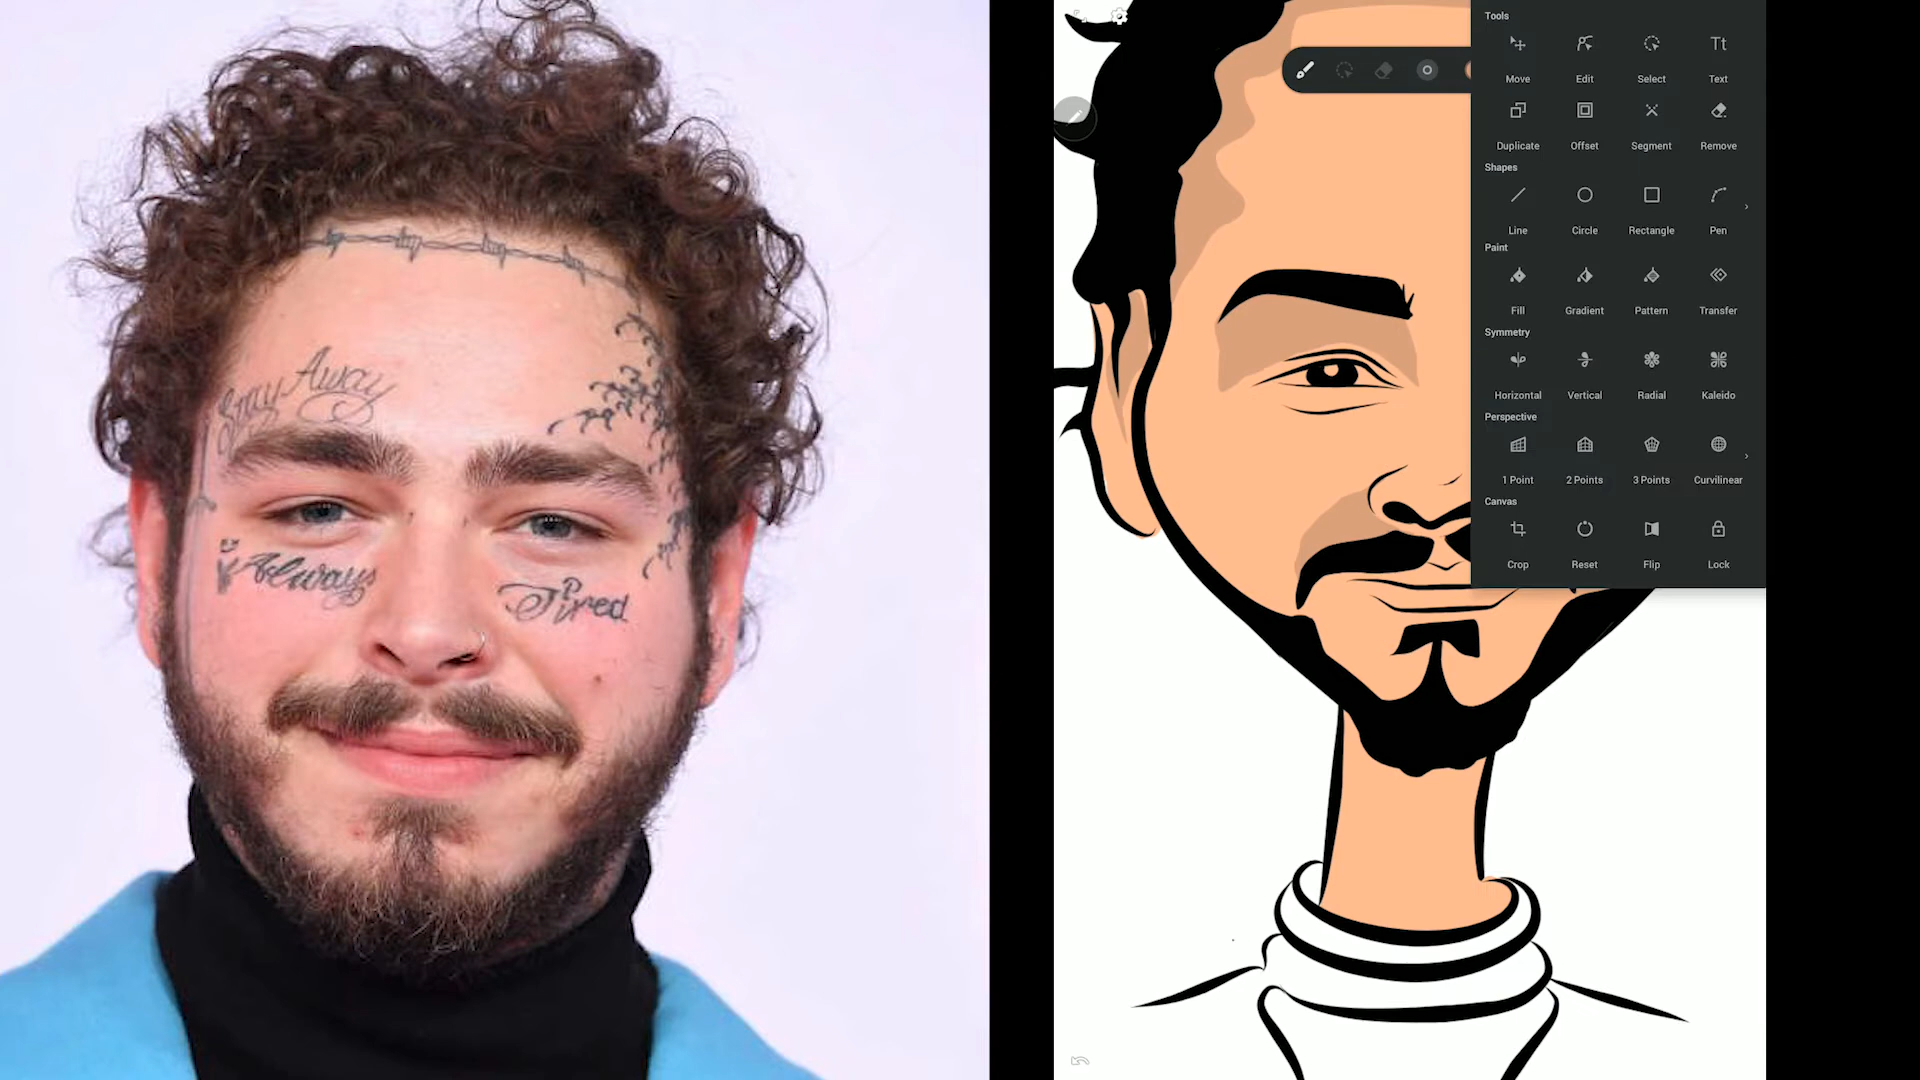 Stay Away
Always
Tired
Tools
Move Edit Select Text
Duplicate Offset Segment Remove
Shapes
Line Circle Rectangle Pen
Paint
Fill Gradient Pattern Transfer
Symmetry
Horizontal Vertical Radial Kaleido
Perspective
1 Point 2 Points 3 Points Curvilinear
Canvas
Crop Reset Flip Lock